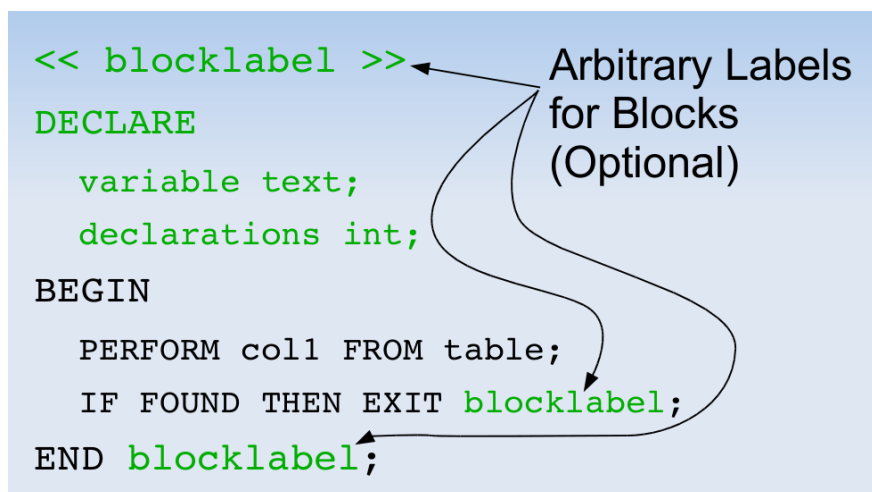 << blocklabel >>
DECLARE
variable text;
declarations int;
BEGIN
PERFORM col1 FROM table;
IF FOUND THEN EXIT blocklabel;
END blocklabel;
Arbitrary Labels
for Blocks
(Optional)